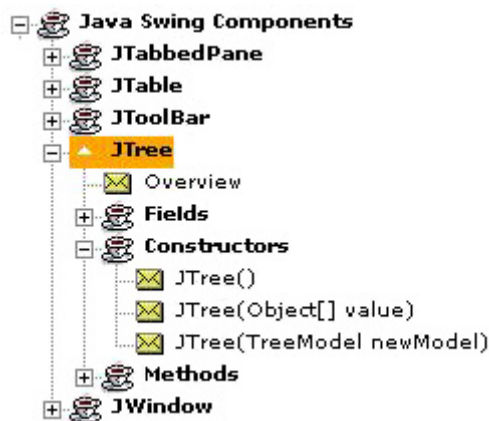 Java Swing Components
JTabbedPane
JTable
JToolBar
JTree
Overview
Fields
Constructors
JTree()
JTree(Object[] value)
JTree(TreeModel newModel)
Methods
JWindow